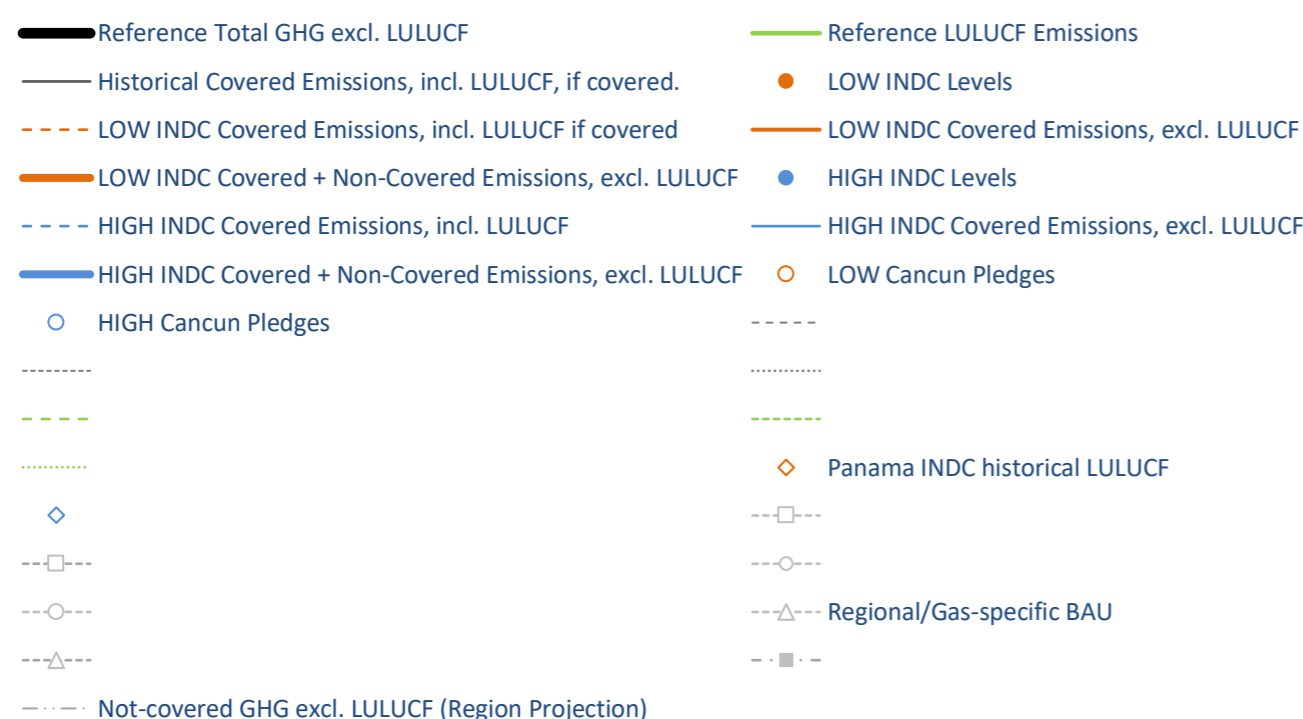 Reference Total GHG excl. LULUCF
Reference LULUCF Emissions
Historical Covered Emissions, incl. LULUCF, if covered.
LOW INDC Levels
LOW INDC Covered Emissions, incl. LULUCF if covered
LOW INDC Covered Emissions, excl. LULUCF
LOW INDC Covered + Non-Covered Emissions, excl. LULUCF
HIGH INDC Levels
HIGH INDC Covered Emissions, incl. LULUCF
HIGH INDC Covered Emissions, excl. LULUCF
HIGH INDC Covered + Non-Covered Emissions, excl. LULUCF
LOW Cancun Pledges
HIGH Cancun Pledges
Panama INDC historical LULUCF
Regional/Gas-specific BAU
Not-covered GHG excl. LULUCF (Region Projection)